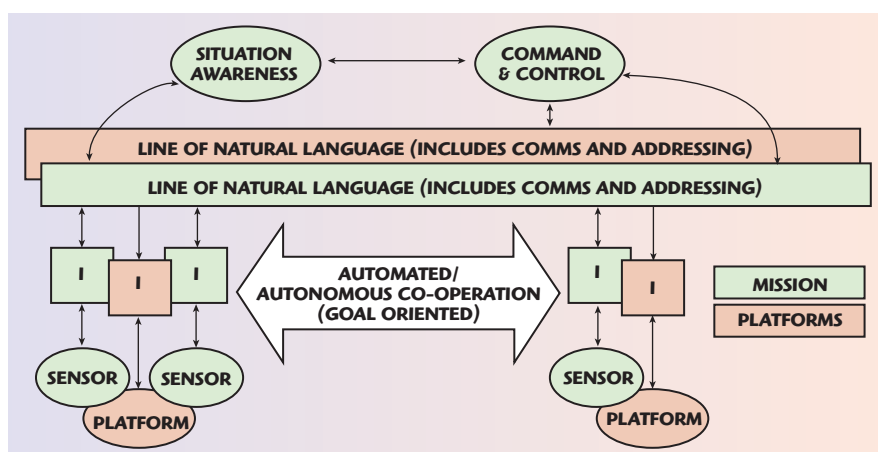 SITUATION
AWARENESS
COMMAND
& CONTROL
LINE OF NATURAL LANGUAGE (INCLUDES COMMS AND ADDRESSING)
LINE OF NATURAL LANGUAGE (INCLUDES COMMS AND ADDRESSING)
I
I
I
AUTOMATED/
AUTONOMOUS CO-OPERATION
(GOAL ORIENTED)
I
I
MISSION
PLATFORMS
SENSOR
SENSOR
PLATFORM
SENSOR
PLATFORM